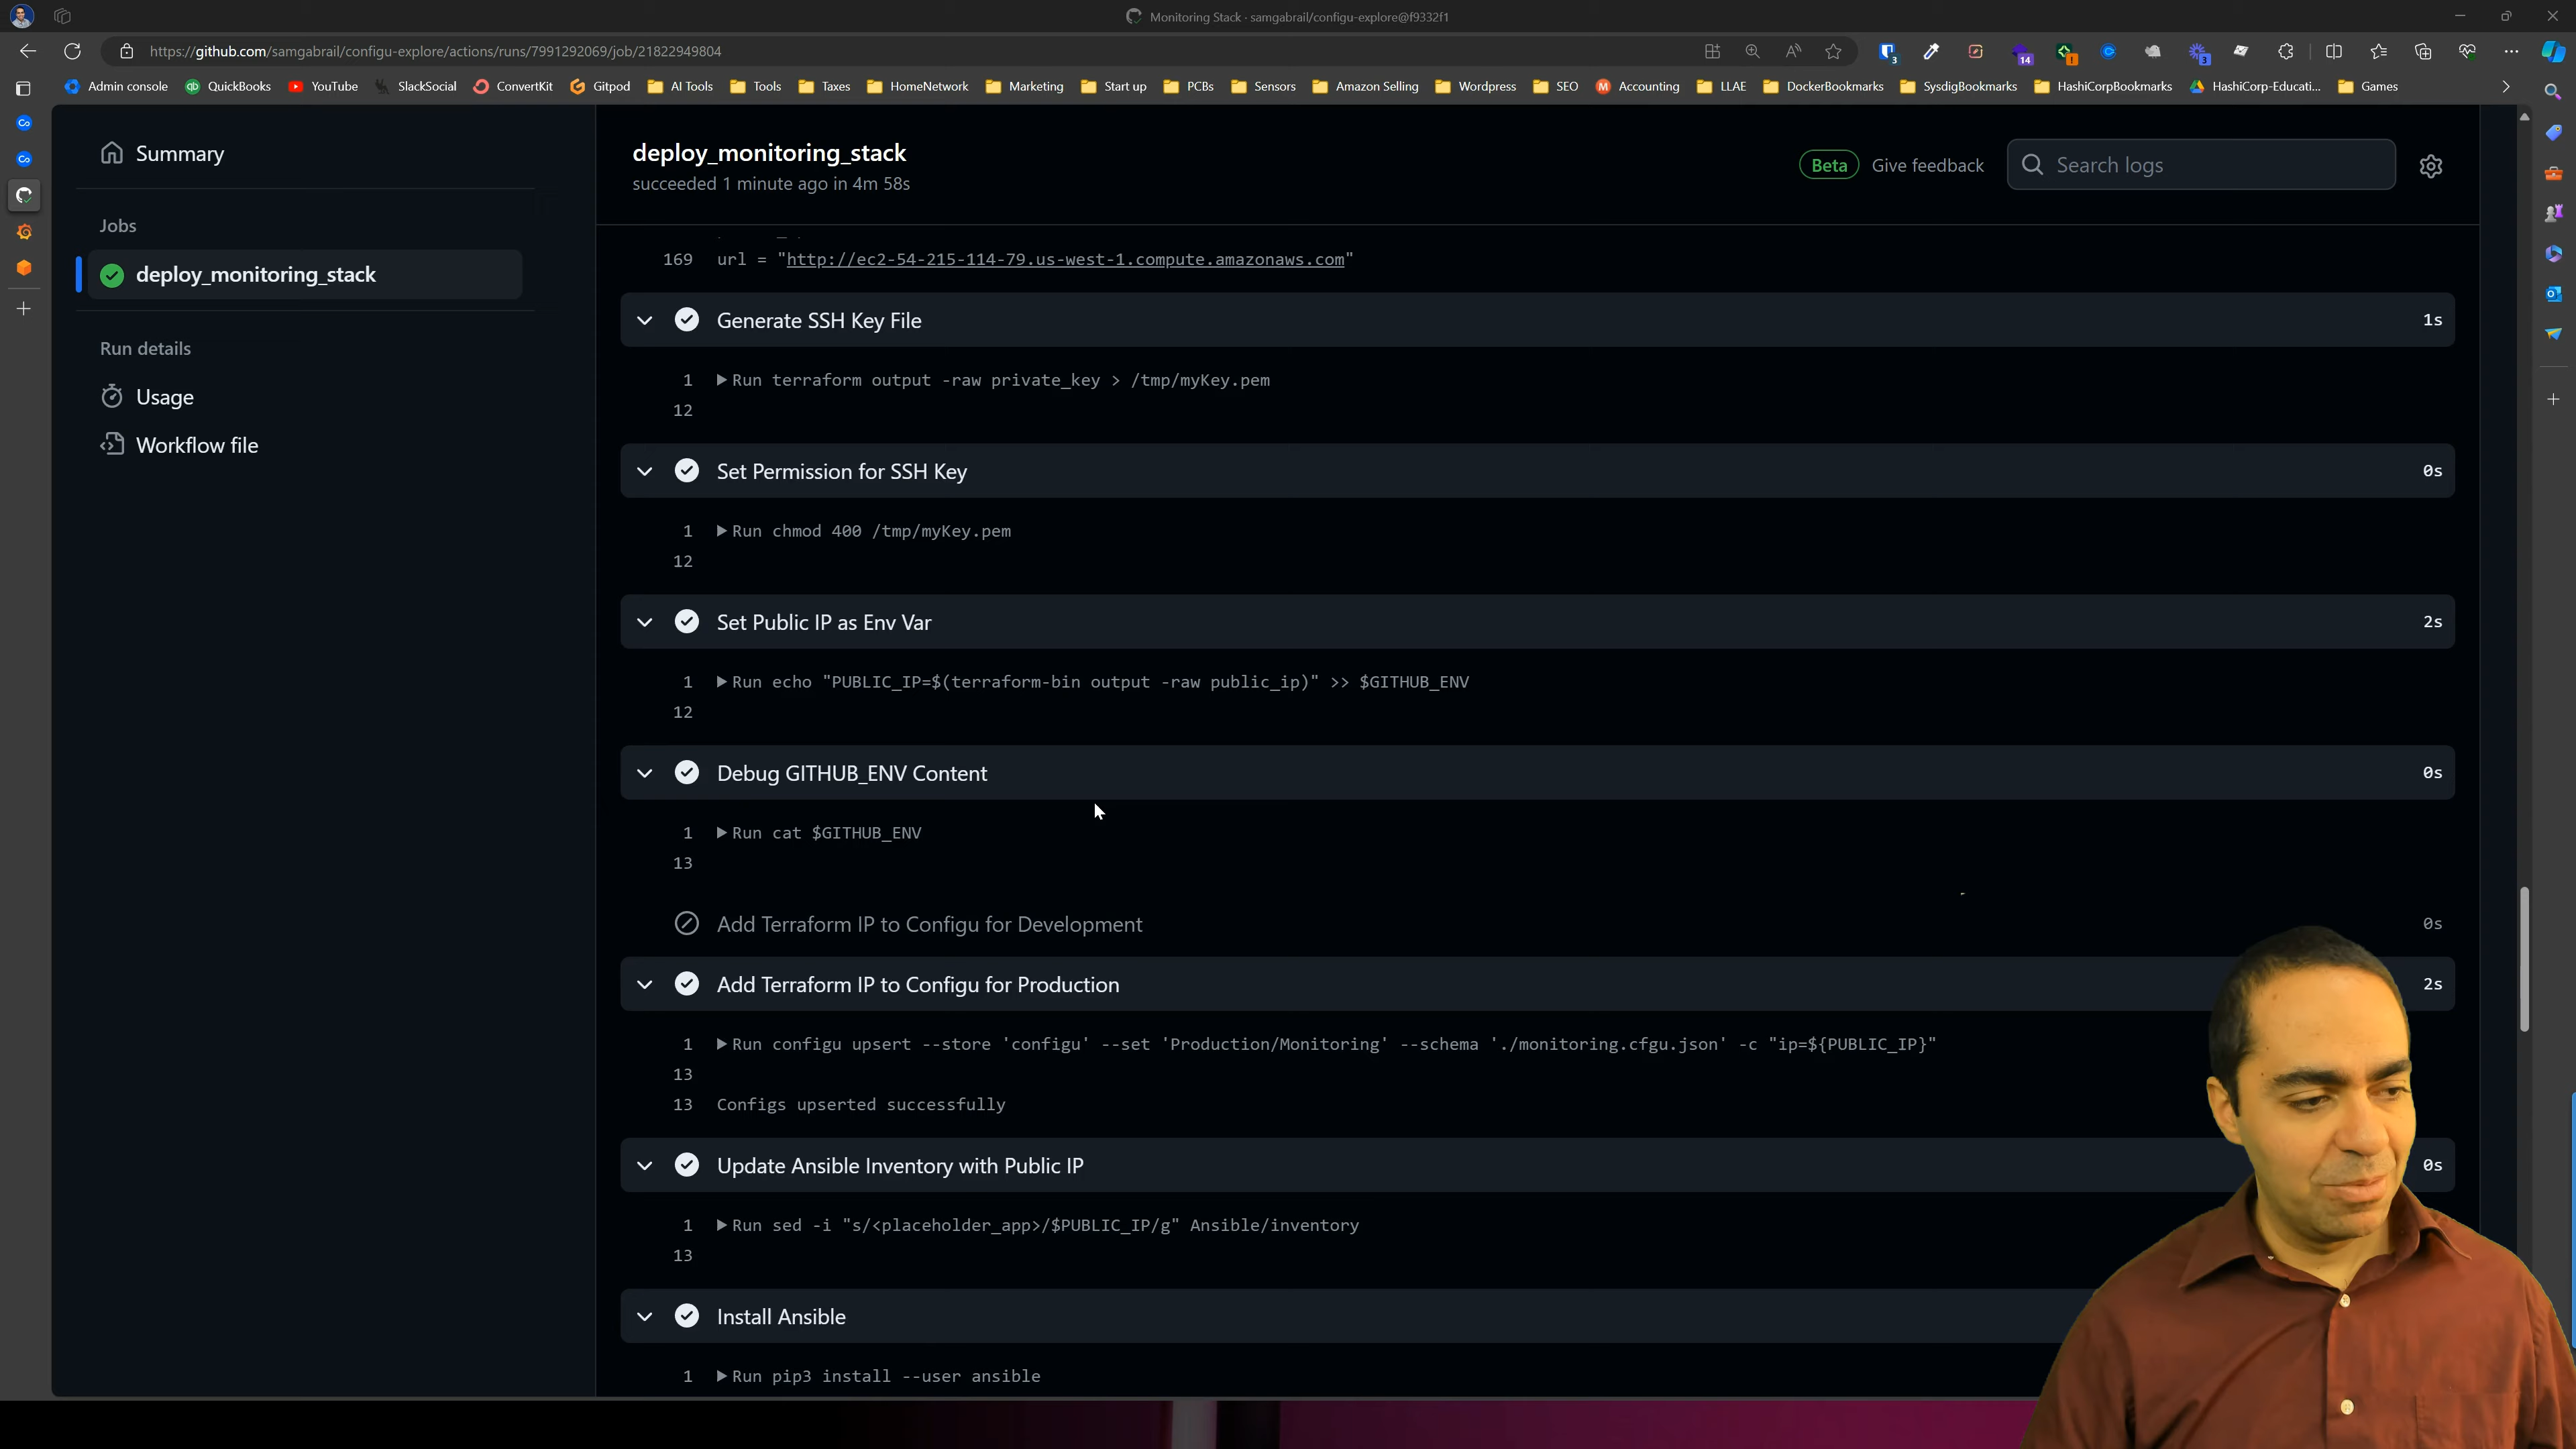 Monitoring Stack · samgabrail/configu-explore@f9332f1
https://github.com/samgabrail/configu-explore/actions/runs/7991292069/job/21822949804
3
14
3
Admin console
QuickBooks
YouTube
SlackSocial
ConvertKit
Gitpod
AI Tools
Tools
Taxes
HomeNetwork
Marketing
Start up
PCBs
Sensors
Amazon Selling
Wordpress
SEO
Accounting
LLAE
DockerBookmarks
SysdigBookmarks
HashiCorpBookmarks
HashiCorp-Educati...
Games
Summary
Jobs
deploy_monitoring_stack
Run details
Usage
Workflow file
deploy_monitoring_stack
succeeded 1 minute ago in 4m 58s
Beta Give feedback
Search logs
169 url = "http://ec2-54-215-114-79.us-west-1.compute.amazonaws.com"
Generate SSH Key File 1s
1 Run terraform output -raw private_key > /tmp/myKey.pem
12
Set Permission for SSH Key 0s
1 Run chmod 400 /tmp/myKey.pem
12
Set Public IP as Env Var 2s
1 Run echo "PUBLIC_IP=$(terraform-bin output -raw public_ip)" >> $GITHUB_ENV
12
Debug GITHUB_ENV Content 0s
1 Run cat $GITHUB_ENV
13
Add Terraform IP to Configu for Development 0s
Add Terraform IP to Configu for Production 2s
1 Run configu upsert --store 'configu' --set 'Production/Monitoring' --schema './monitoring.cfgu.json' -c "ip=${PUBLIC_IP}"
13
13 Configs upserted successfully
Update Ansible Inventory with Public IP 0s
1 Run sed -i "s/<placeholder_app>/$PUBLIC_IP/g" Ansible/inventory
13
Install Ansible
1 Run pip3 install --user ansible